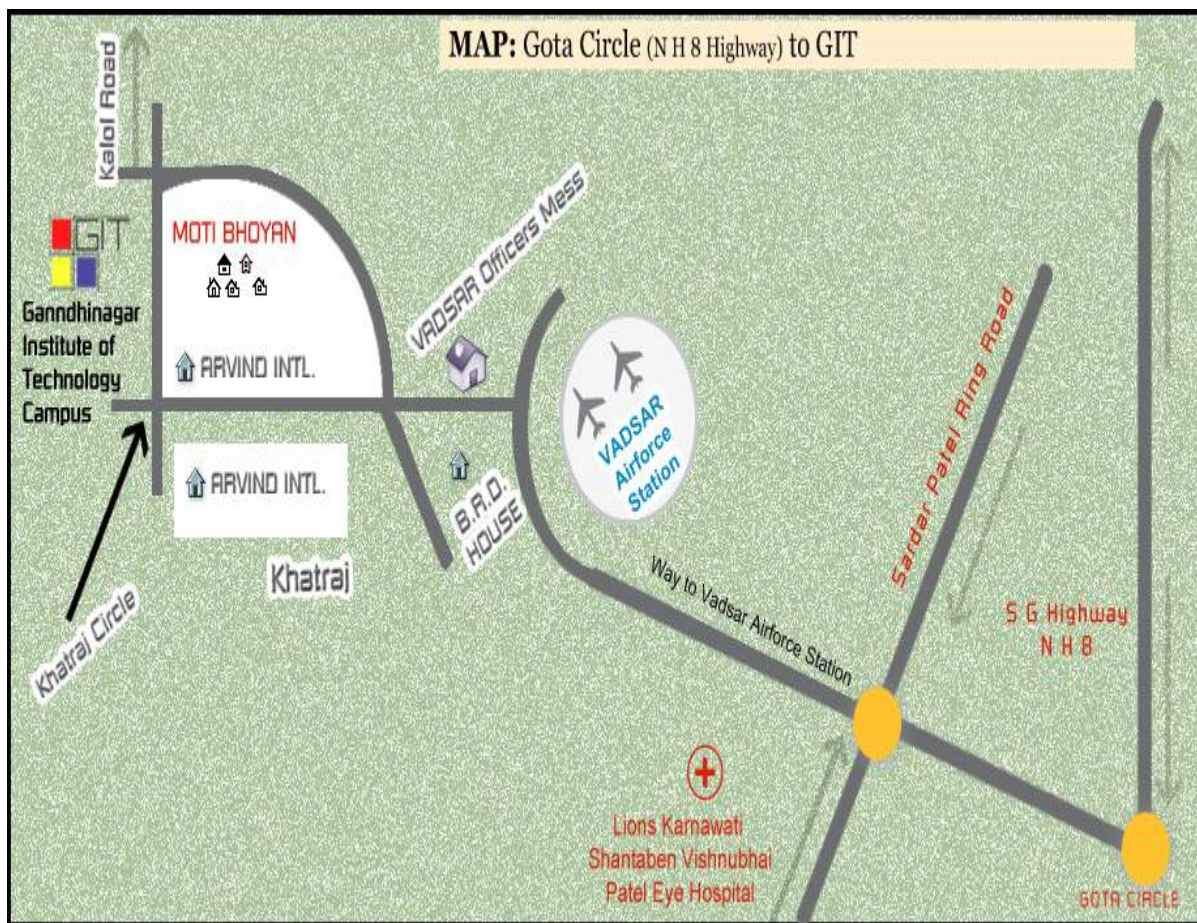 MAP: Gota Circle (N H 8 Highway) to GIT
Kalol Road
GIT
Ganndhinagar
Institute of
Technology
Campus
MOTI BHOYAN
ARVIND INTL.
VADSAR Officers Mess
VADSAR
Airforce
Station
ARVIND INTL.
B.R.D.
HOUSE
Khatraj
Khatraj Circle
Way to Vadsar Airforce Station
Sardar Patel Ring Road
S G Highway
N H 8
Lions Karnawati
Shantaben Vishnubhai
Patel Eye Hospital
GOTA CIRCLE